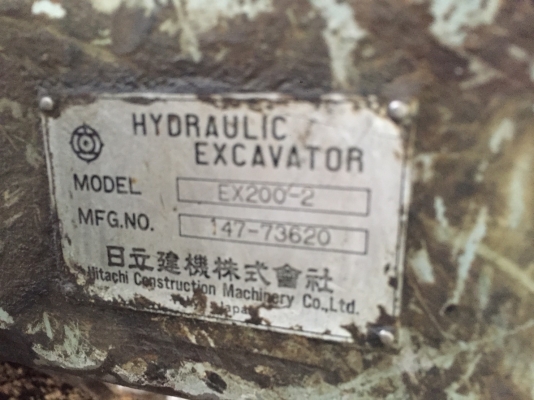 HYDRAULIC
EXCAVATOR
MODEL EX200-2
MFG.NO. 147-73620
日立建機株式會社
Hitachi Construction Machinery Co.,Ltd.
Japan